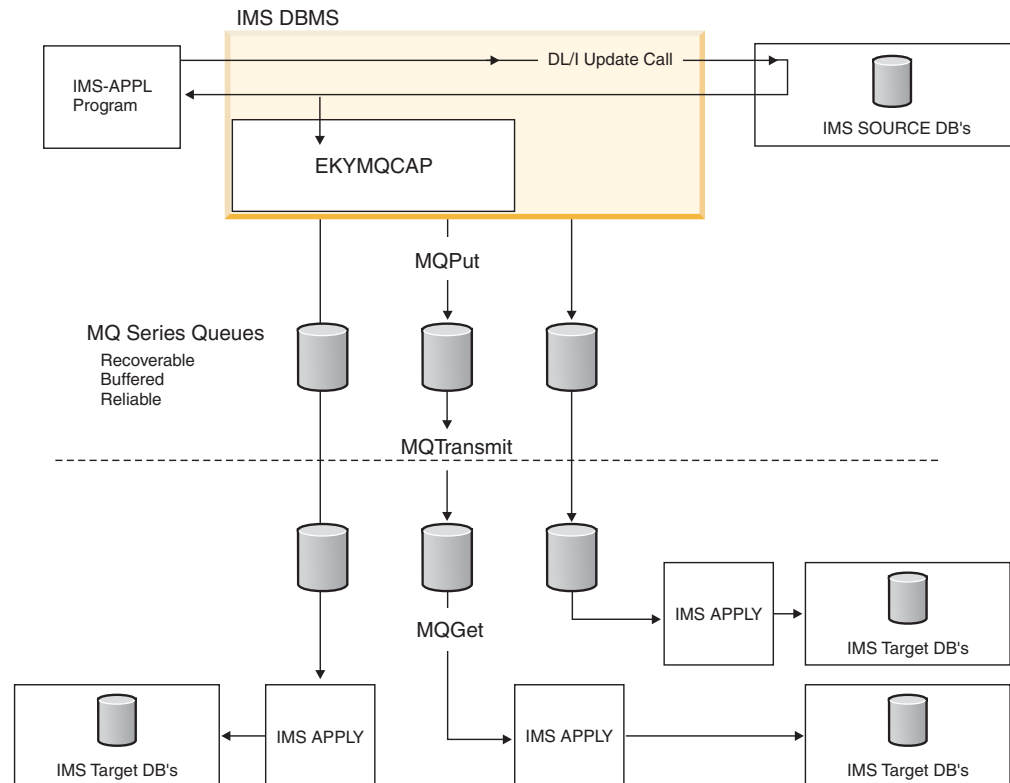 IMS DBMS
IMS-APPL
Program
DL/I Update Call
IMS SOURCE DB's
EKYMQCAP
MQPut
MQ Series Queues
Recoverable
Buffered
Reliable
MQTransmit
MQGet
IMS APPLY
IMS Target DB's
IMS Target DB's
IMS APPLY
IMS APPLY
IMS Target DB's